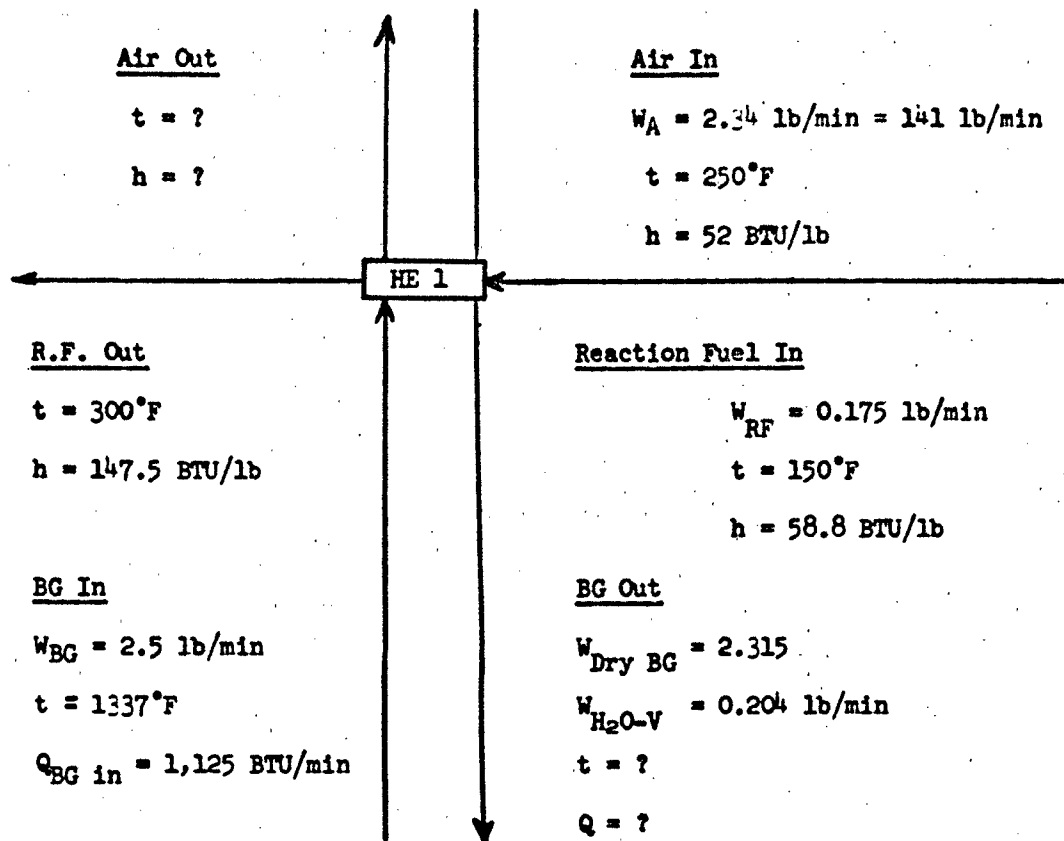 Air Out
t = ?
h = ?
Air In
W_A = 2.34 lb/min = 141 lb/min
t = 250°F
h = 52 BTU/lb
HE 1
R.F. Out
t = 300°F
h = 147.5 BTU/lb
Reaction Fuel In
W_RF = 0.175 lb/min
t = 150°F
h = 58.8 BTU/lb
BG In
W_BG = 2.5 lb/min
t = 1337°F
Q_BG in = 1,125 BTU/min
BG Out
W_Dry BG = 2.315
W_H₂O-V = 0.204 lb/min
t = ?
Q = ?